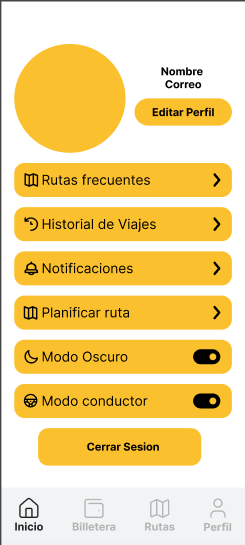 Nombre
Correo
Editar Perfil
Rutas frecuentes
Historial de Viajes
Notificaciones
Planificar ruta
Modo Oscuro
Modo conductor
Cerrar Sesion
Inicio
Billetera
Rutas
Perfil